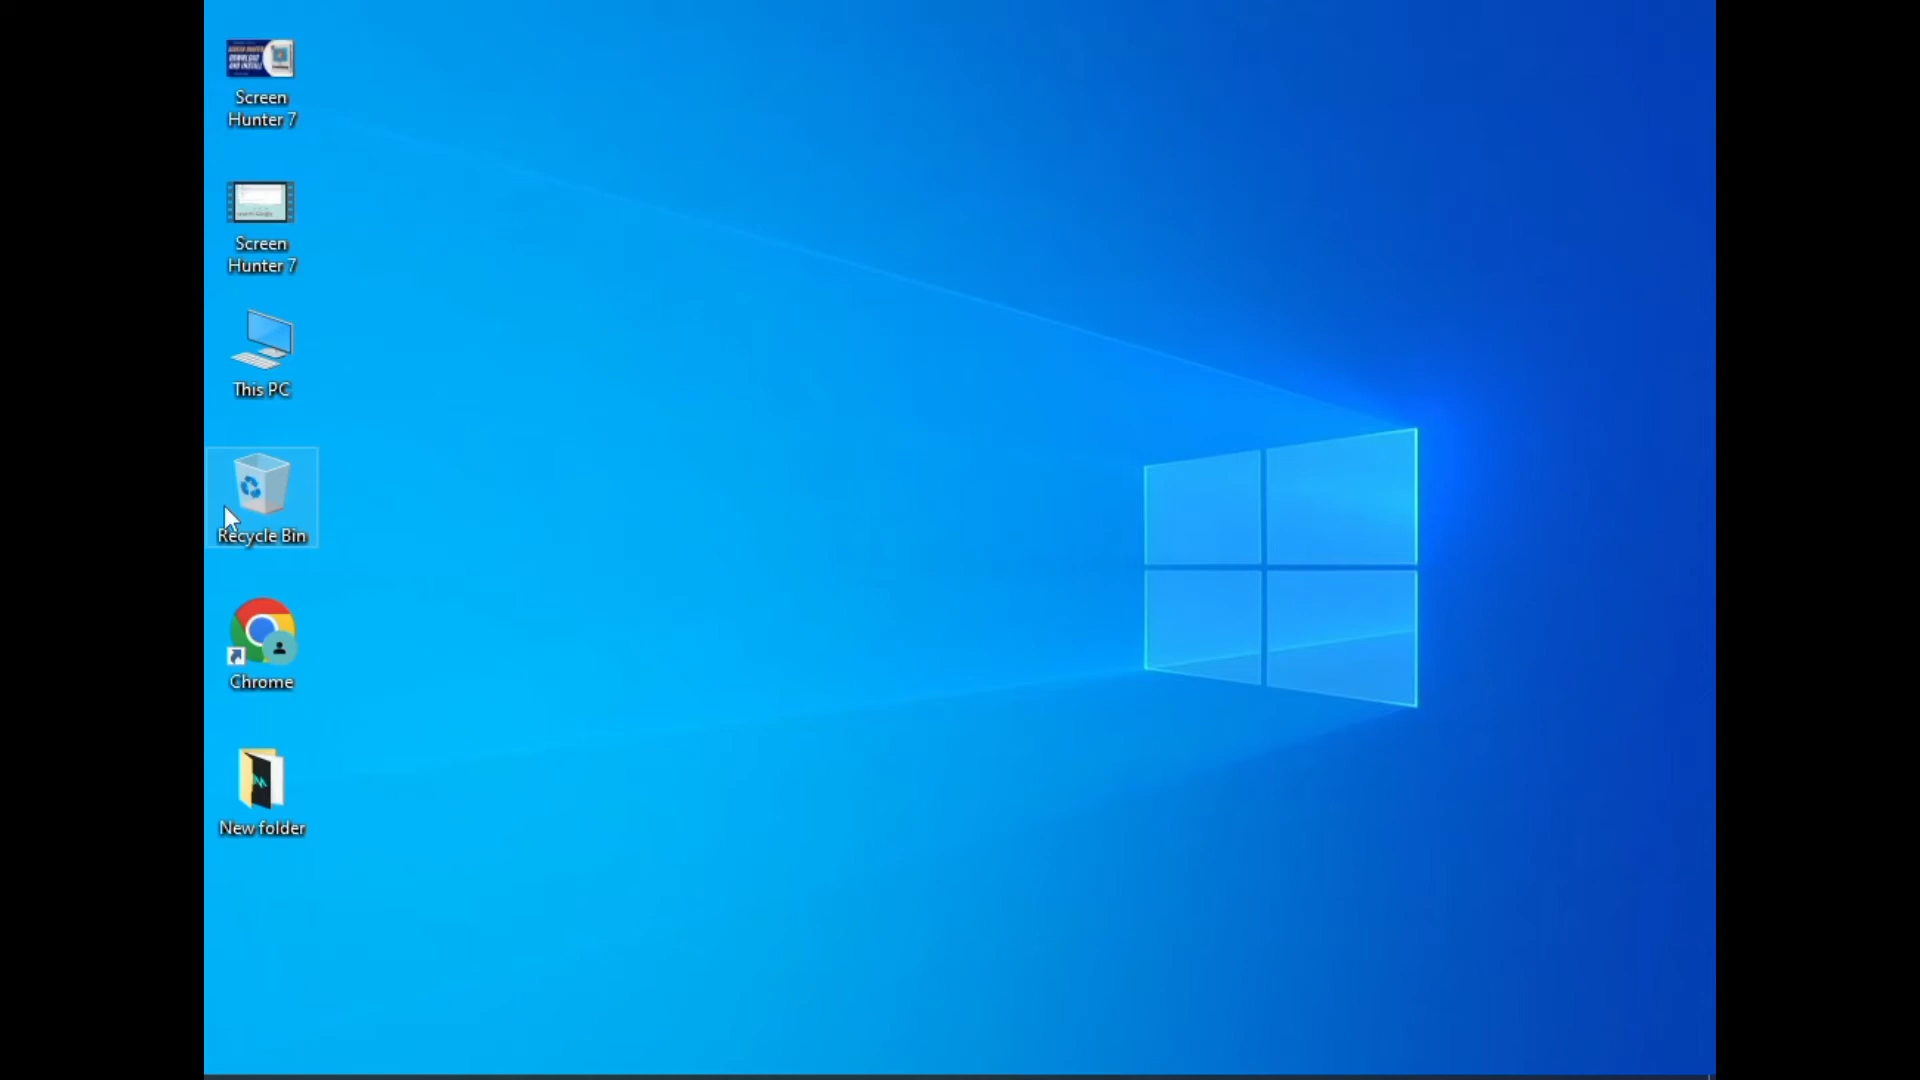 Screen
Hunter 7
Screen
Hunter 7
This PC
Recycle Bin
Chrome
New folder